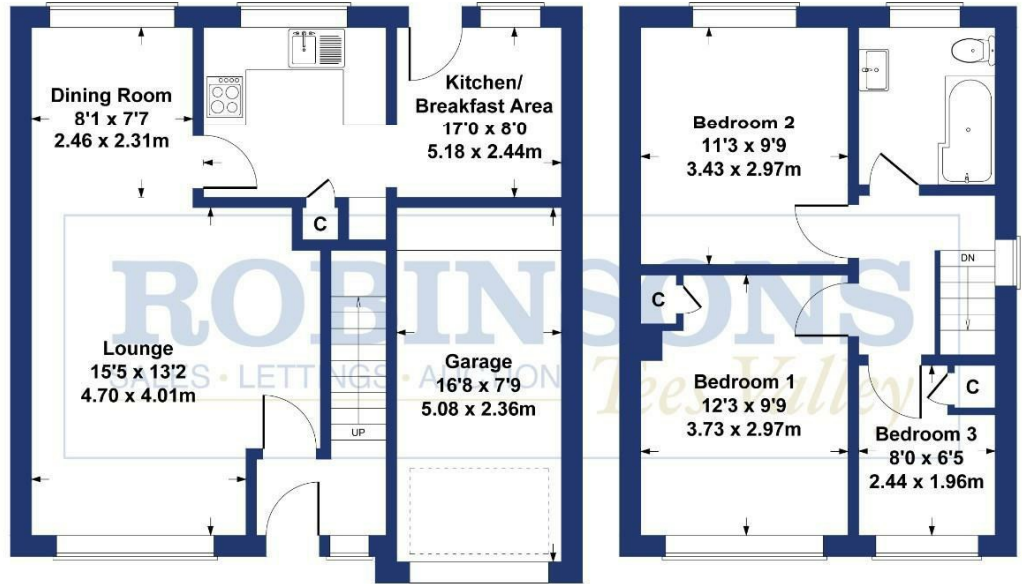 Dining Room
8'1 x 7'7
2.46 x 2.31m
Kitchen/
Breakfast Area
17'0 x 8'0
5.18 x 2.44m
C
Lounge
15'5 x 13'2
4.70 x 4.01m
UP
Garage
16'8 x 7'9
5.08 x 2.36m
Bedroom 2
11'3 x 9'9
3.43 x 2.97m
DN
C
Bedroom 1
12'3 x 9'9
3.73 x 2.97m
C
Bedroom 3
8'0 x 6'5
2.44 x 1.96m
ROBINSONS
SALES · LETTINGS · AUCTION
Tees Valley